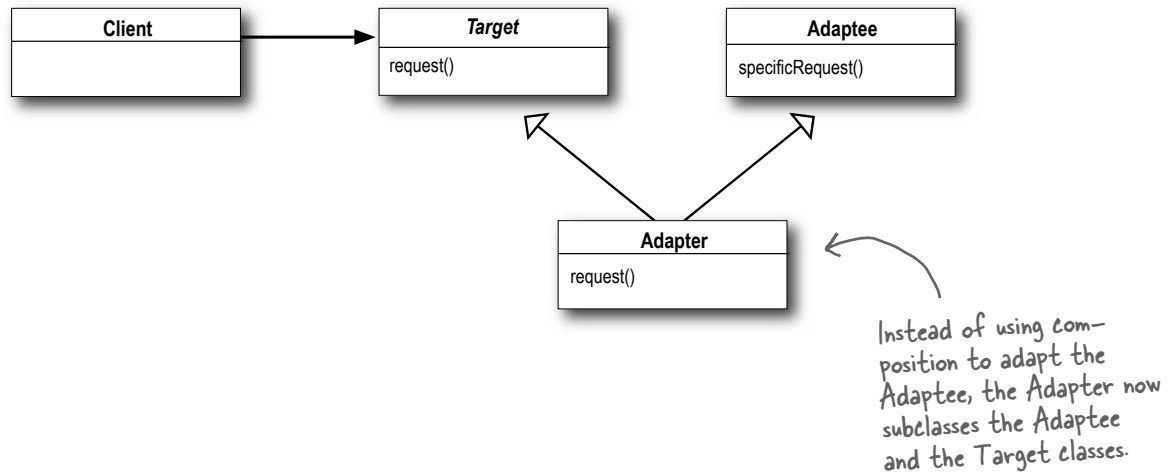 Client
Target
request()
Adaptee
specificRequest()
Adapter
request()
Instead of using com-
position to adapt the
Adaptee, the Adapter now
subclasses the Adaptee
and the Target classes.